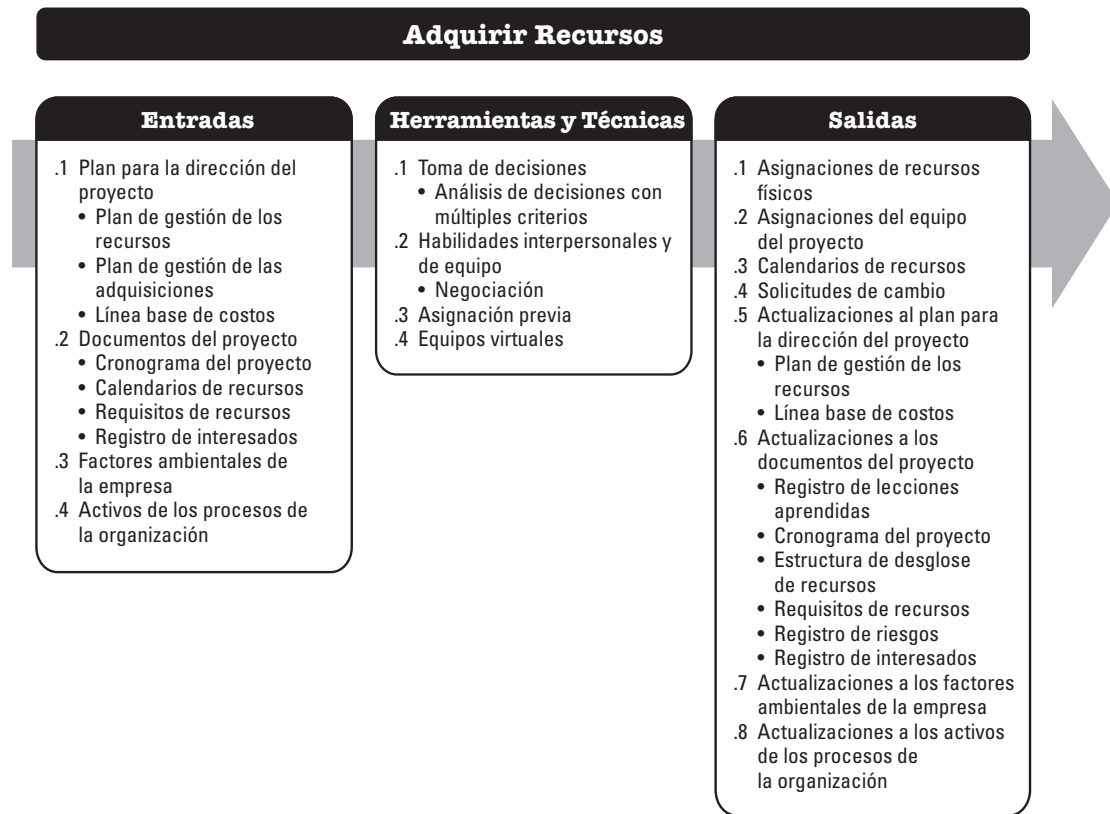 Adquirir Recursos
Entradas
.1 Plan para la dirección del
proyecto
• Plan de gestión de los
recursos
• Plan de gestión de las
adquisiciones
• Línea base de costos
.2 Documentos del proyecto
• Cronograma del proyecto
• Calendarios de recursos
• Requisitos de recursos
• Registro de interesados
.3 Factores ambientales de
la empresa
.4 Activos de los procesos de
la organización
Herramientas y Técnicas
.1 Toma de decisiones
• Análisis de decisiones con
múltiples criterios
.2 Habilidades interpersonales y
de equipo
• Negociación
.3 Asignación previa
.4 Equipos virtuales
Salidas
.1 Asignaciones de recursos
físicos
.2 Asignaciones del equipo
del proyecto
.3 Calendarios de recursos
.4 Solicitudes de cambio
.5 Actualizaciones al plan para
la dirección del proyecto
• Plan de gestión de los
recursos
• Línea base de costos
.6 Actualizaciones a los
documentos del proyecto
• Registro de lecciones
aprendidas
• Cronograma del proyecto
• Estructura de desglose
de recursos
• Requisitos de recursos
• Registro de riesgos
• Registro de interesados
.7 Actualizaciones a los factores
ambientales de la empresa
.8 Actualizaciones a los activos
de los procesos de
la organización